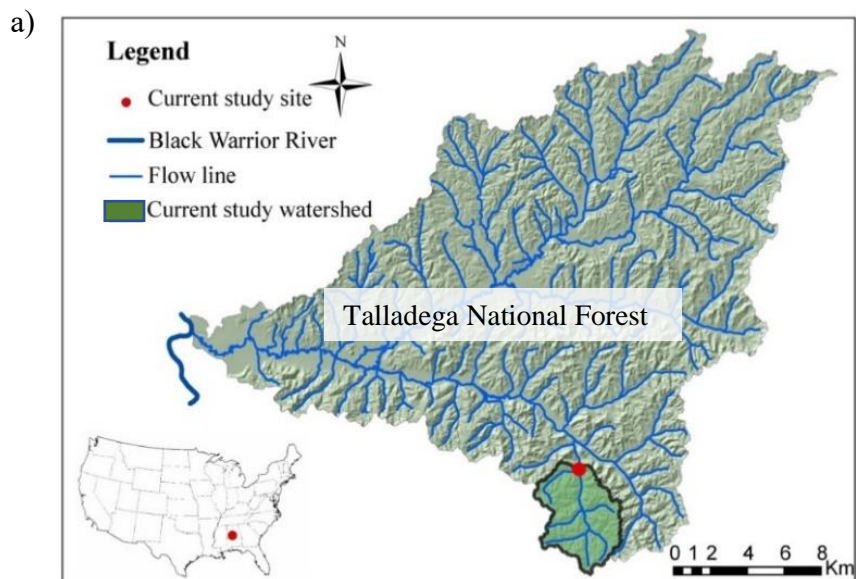 a)
Legend
N
Current study site
Black Warrior River
Flow line
Current study watershed
Talladega National Forest
0 1 2 4 6 8
Km